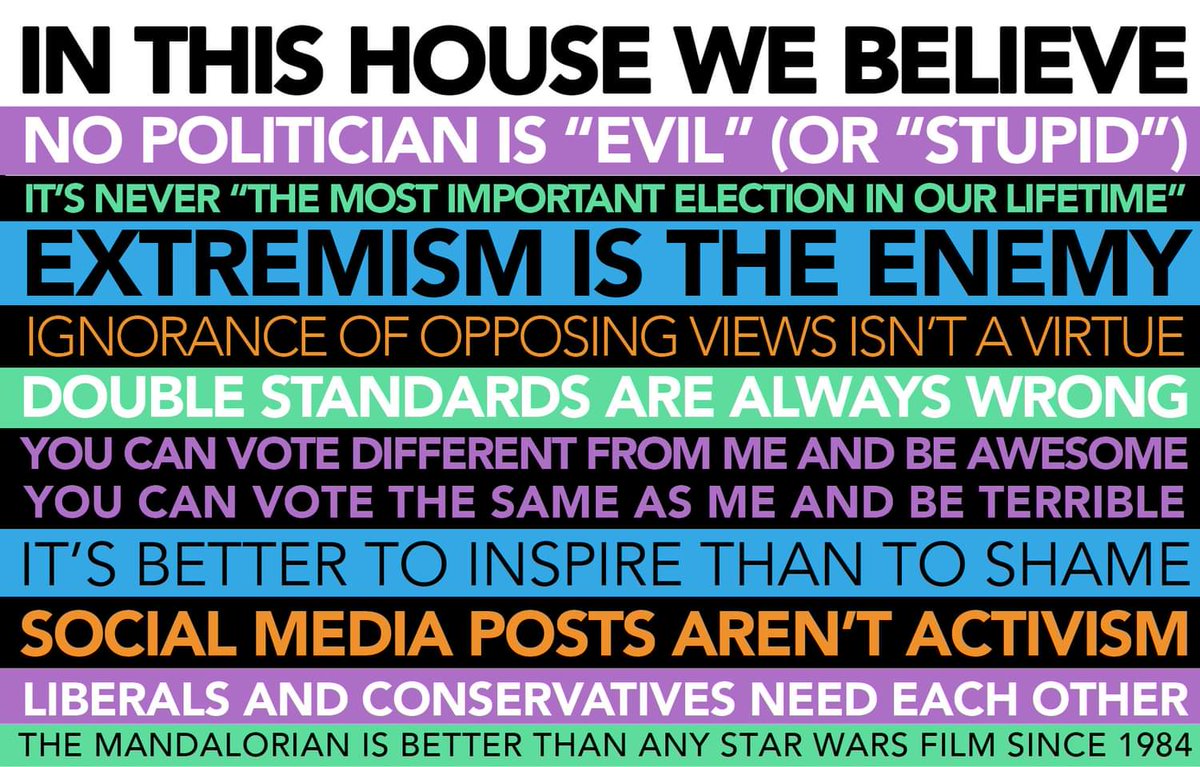 IN THIS HOUSE WE BELIEVE
NO POLITICIAN IS “EVIL” (OR “STUPID”)
IT’S NEVER “THE MOST IMPORTANT ELECTION IN OUR LIFETIME”
EXTREMISM IS THE ENEMY
IGNORANCE OF OPPOSING VIEWS ISN’T A VIRTUE
DOUBLE STANDARDS ARE ALWAYS WRONG
YOU CAN VOTE DIFFERENT FROM ME AND BE AWESOME
YOU CAN VOTE THE SAME AS ME AND BE TERRIBLE
IT’S BETTER TO INSPIRE THAN TO SHAME
SOCIAL MEDIA POSTS AREN’T ACTIVISM
LIBERALS AND CONSERVATIVES NEED EACH OTHER
THE MANDALORIAN IS BETTER THAN ANY STAR WARS FILM SINCE 1984